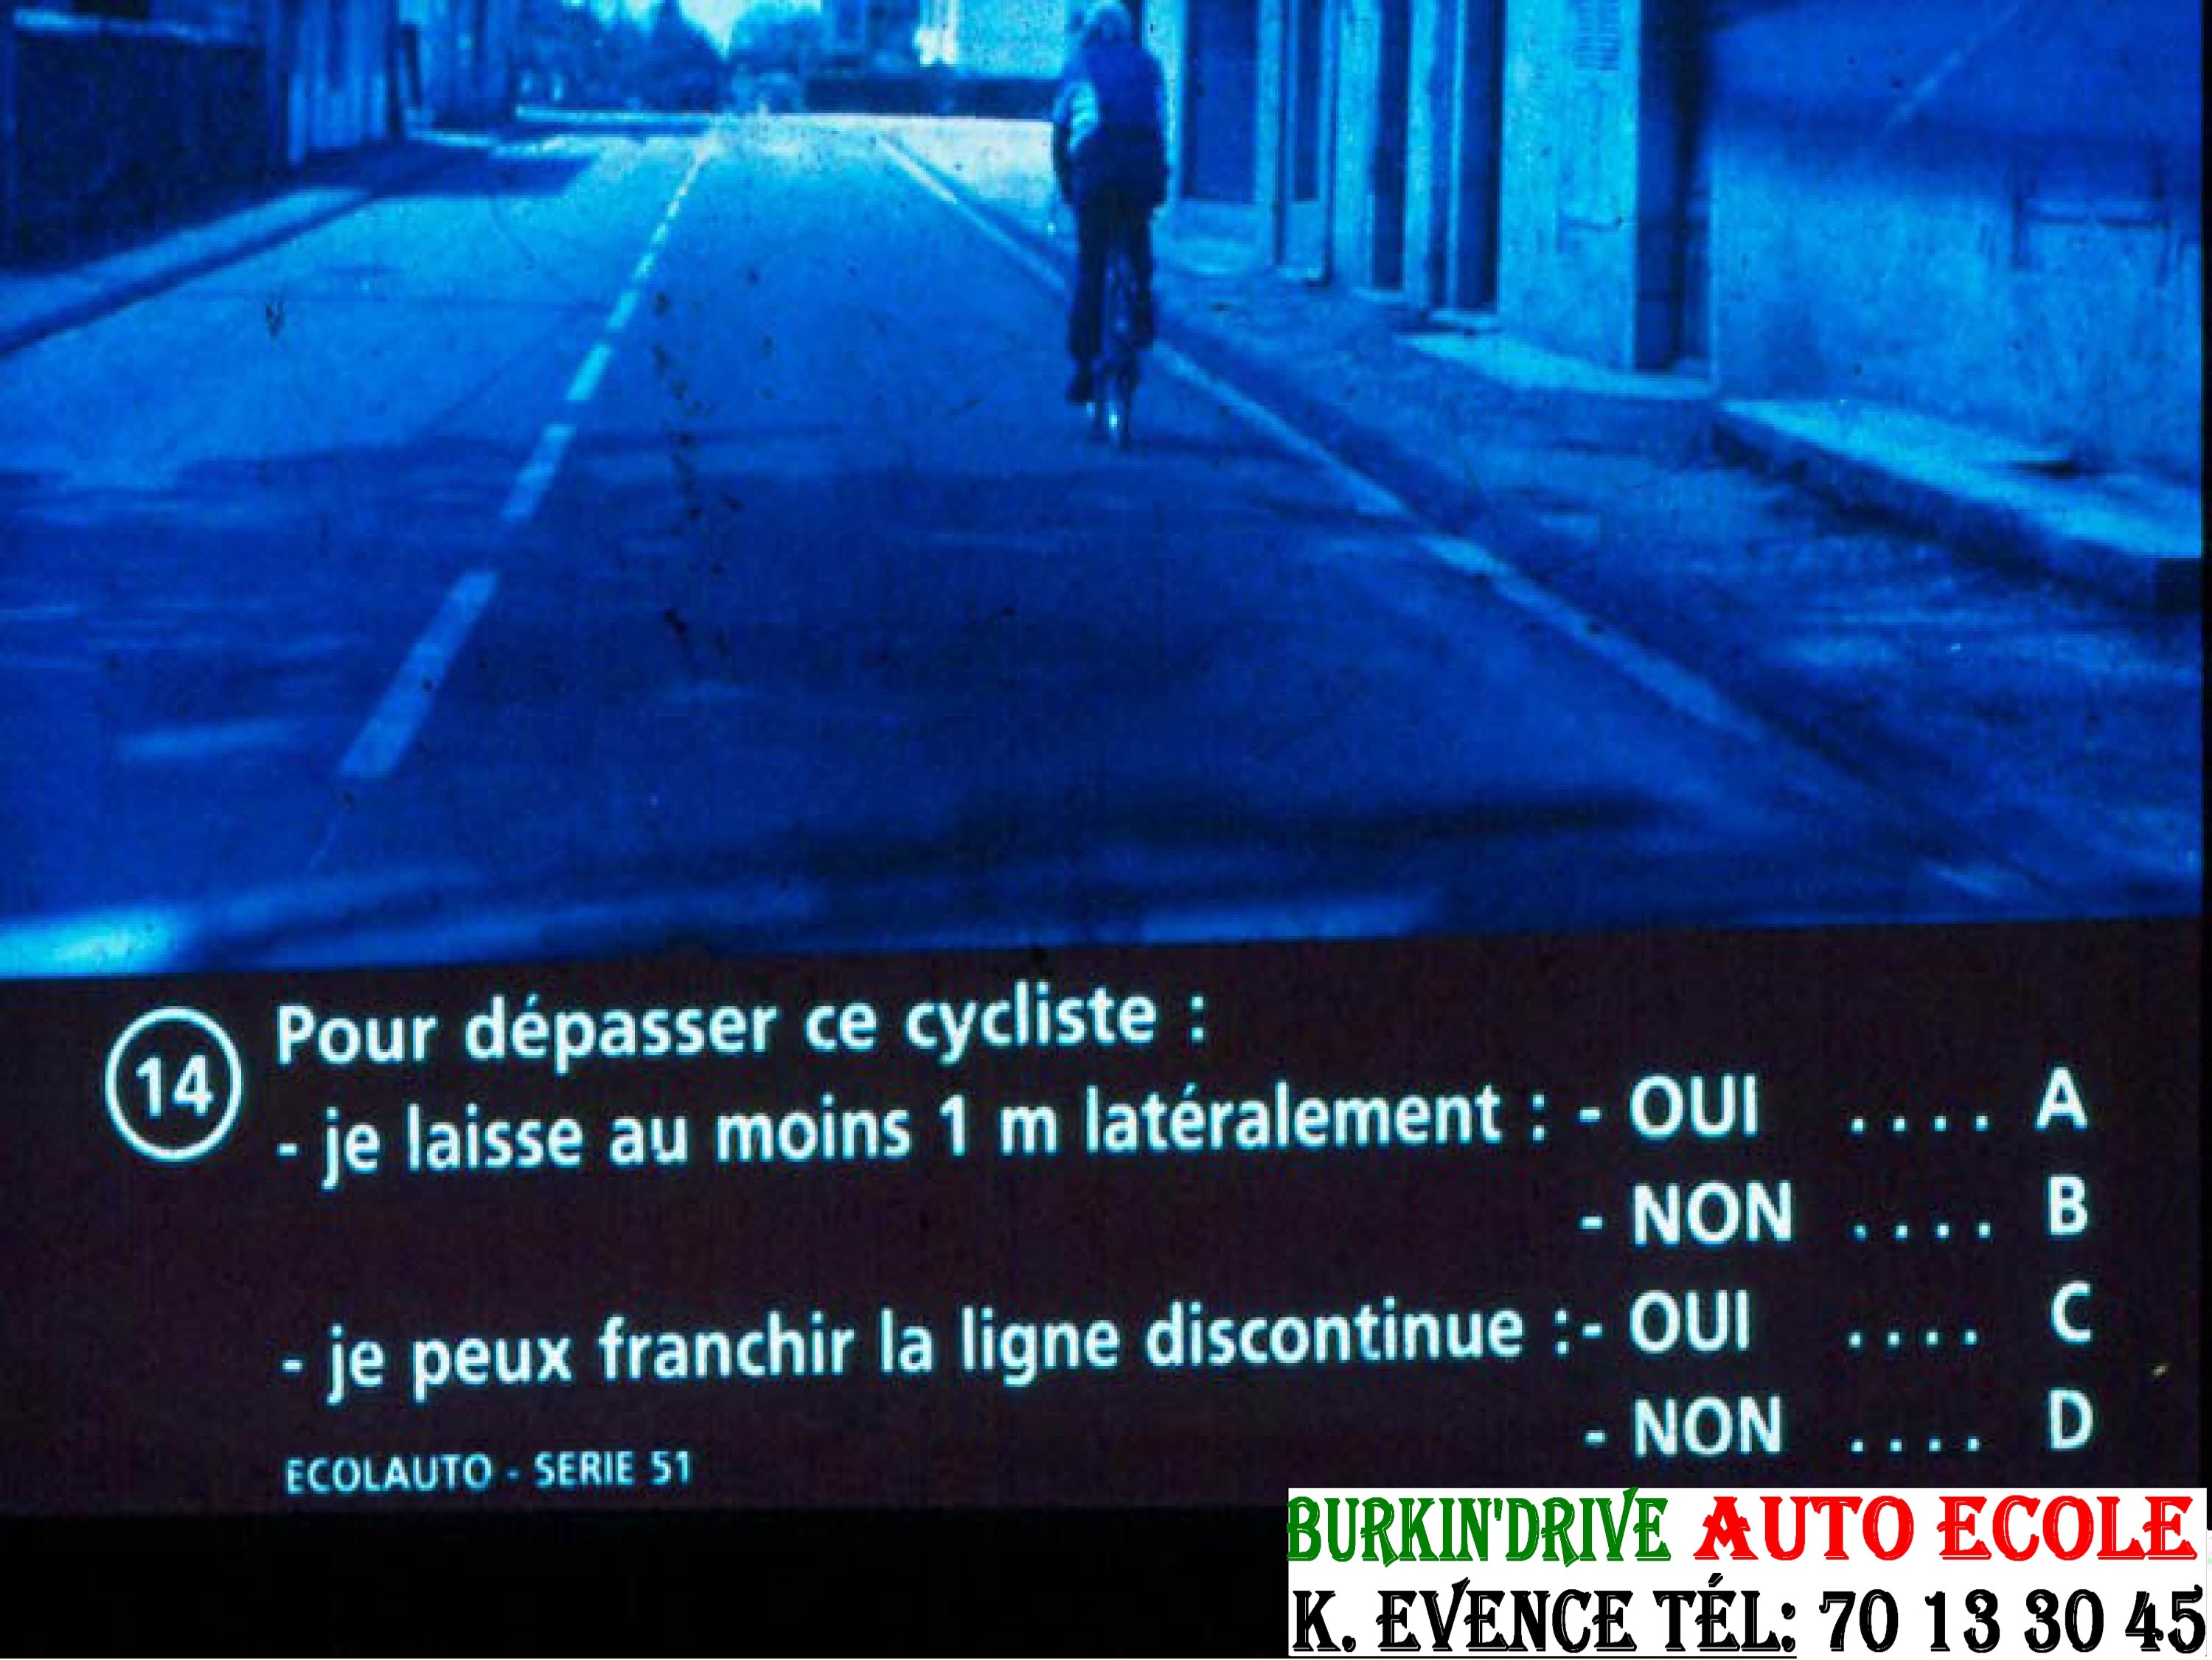 14 Pour dépasser ce cycliste :
- je laisse au moins 1 m latéralement : - OUI .... A
- NON .... B
- je peux franchir la ligne discontinue :- OUI .... C
- NON .... D
ECOLAUTO - SERIE 51
BURKIN'DRIVE AUTO ECOLE
K. EVENCE TÉL: 70 13 30 45